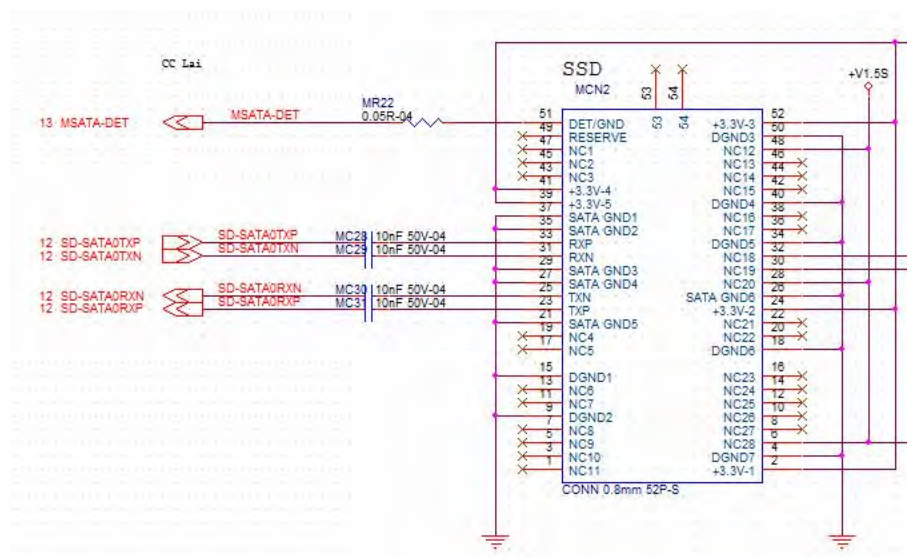 CC Lai
SSD
MCN2
+V1.5S
53
54
53
54
MR22
0.05R-04
13 MSATA-DET
MSATA-DET
12 SD-SATA0TXP
SD-SATA0TXP
MC28
10nF 50V-04
12 SD-SATA0TXN
SD-SATA0TXN
MC29
10nF 50V-04
12 SD-SATA0RXN
SD-SATA0RXN
MC30
10nF 50V-04
12 SD-SATA0RXP
SD-SATA0RXP
MC31
10nF 50V-04
51
49 DET/GND
47 RESERVE
45 NC1
43 NC2
41 NC3
39 +3.3V-4
37 +3.3V-5
35 SATA GND1
33 SATA GND2
31 RXP
29 RXN
27 SATA GND3
25 SATA GND4
23 TXN
21 TXP
19 SATA GND5
17 NC4
NC5
15
13 DGND1
11 NC6
9 NC7
7 DGND2
5 NC8
3 NC9
1 NC10
NC11
52
+3.3V-3 50
DGND3 48
NC12 46
NC13 44
NC14 42
NC15 40
DGND4 38
NC16 36
NC17 34
DGND5 32
NC18 30
NC19 28
NC20 26
SATA GND6 24
+3.3V-2 22
NC21 20
NC22 18
DGND6
16
NC23 14
NC24 12
NC25 10
NC26 8
NC27 6
NC28 4
DGND7 2
+3.3V-1
CONN 0.8mm 52P-S